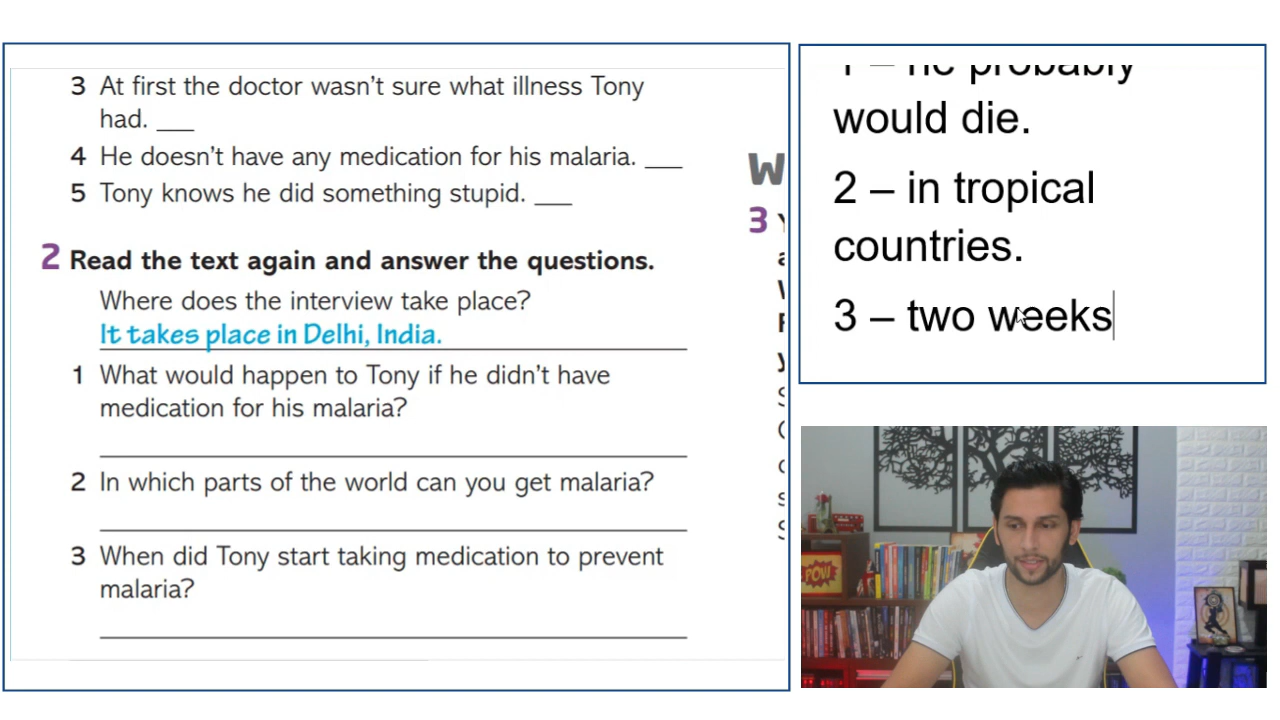 3 At first the doctor wasn't sure what illness Tony
had. ___
4 He doesn't have any medication for his malaria. ___
5 Tony knows he did something stupid. ___
2 Read the text again and answer the questions.
Where does the interview take place?
It takes place in Delhi, India.
1 What would happen to Tony if he didn't have
medication for his malaria?
2 In which parts of the world can you get malaria?
3 When did Tony start taking medication to prevent
malaria?
W
3
would die.
2 – in tropical
countries.
3 – two weeks
POW!